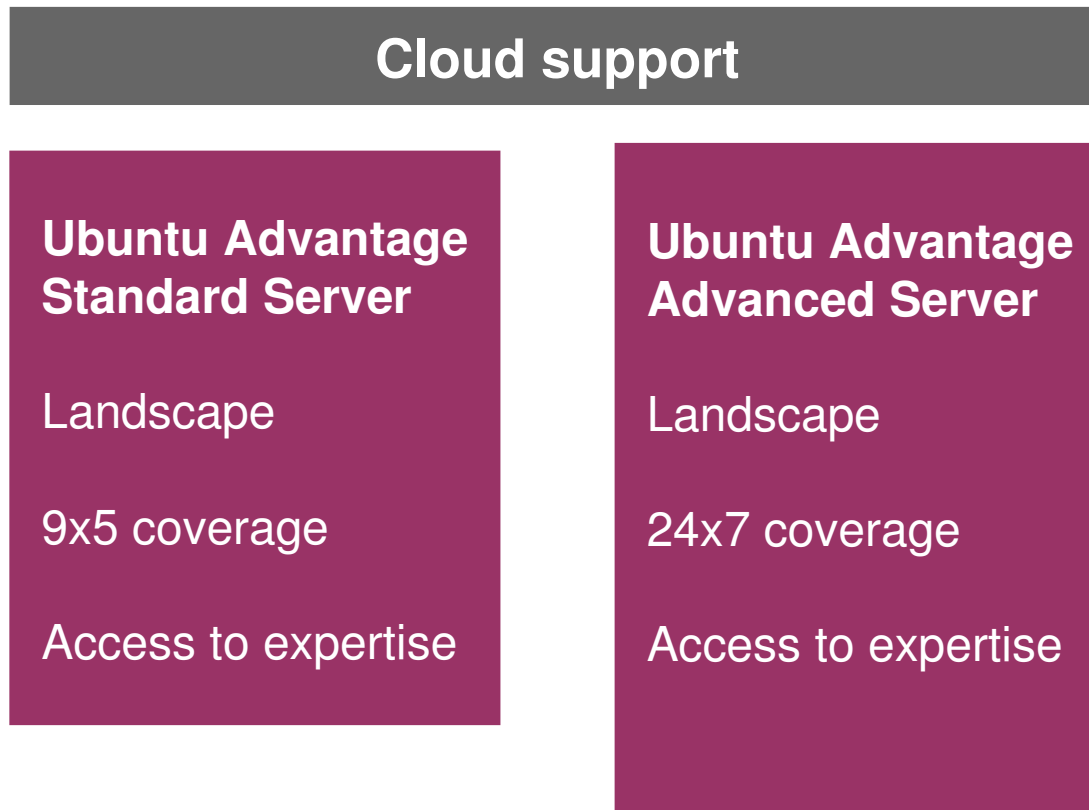 Cloud support
Ubuntu Advantage
Standard Server
Landscape
9x5 coverage
Access to expertise
Ubuntu Advantage
Advanced Server
Landscape
24x7 coverage
Access to expertise